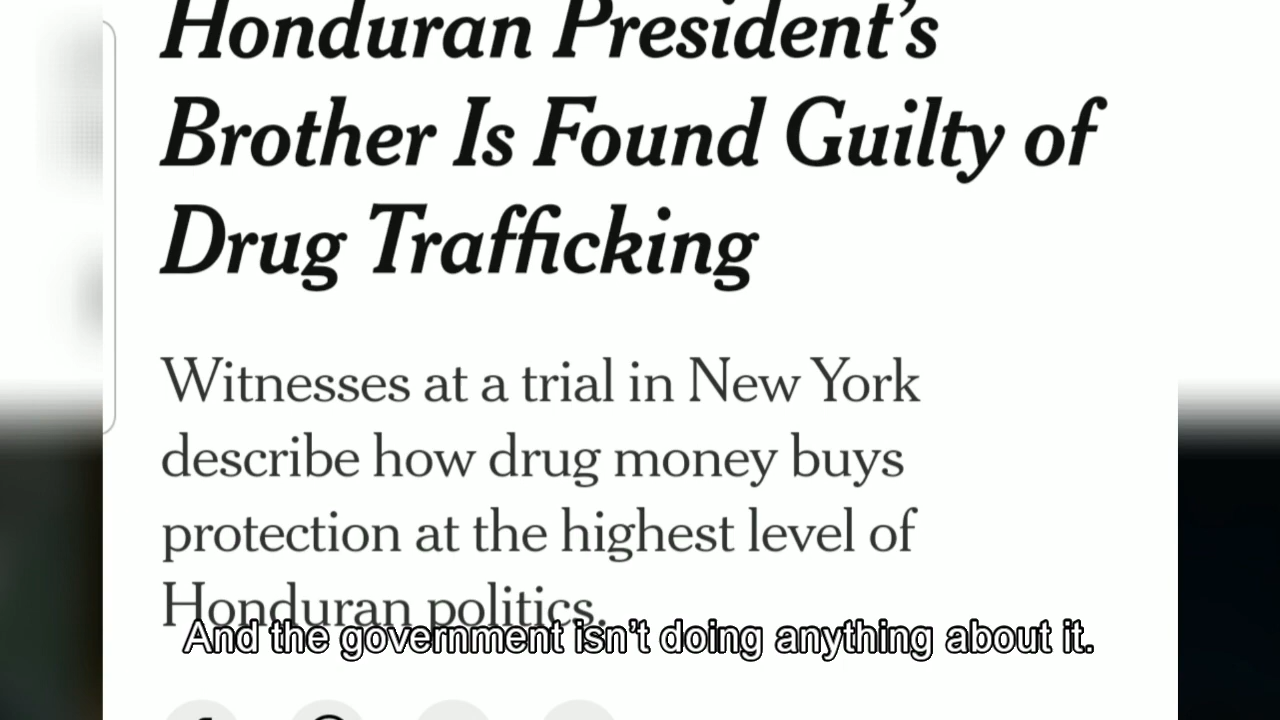 Honduran President's
Brother Is Found Guilty of
Drug Trafficking
Witnesses at a trial in New York
describe how drug money buys
protection at the highest level of
Honduran politics.
And the government isn't doing anything about it.